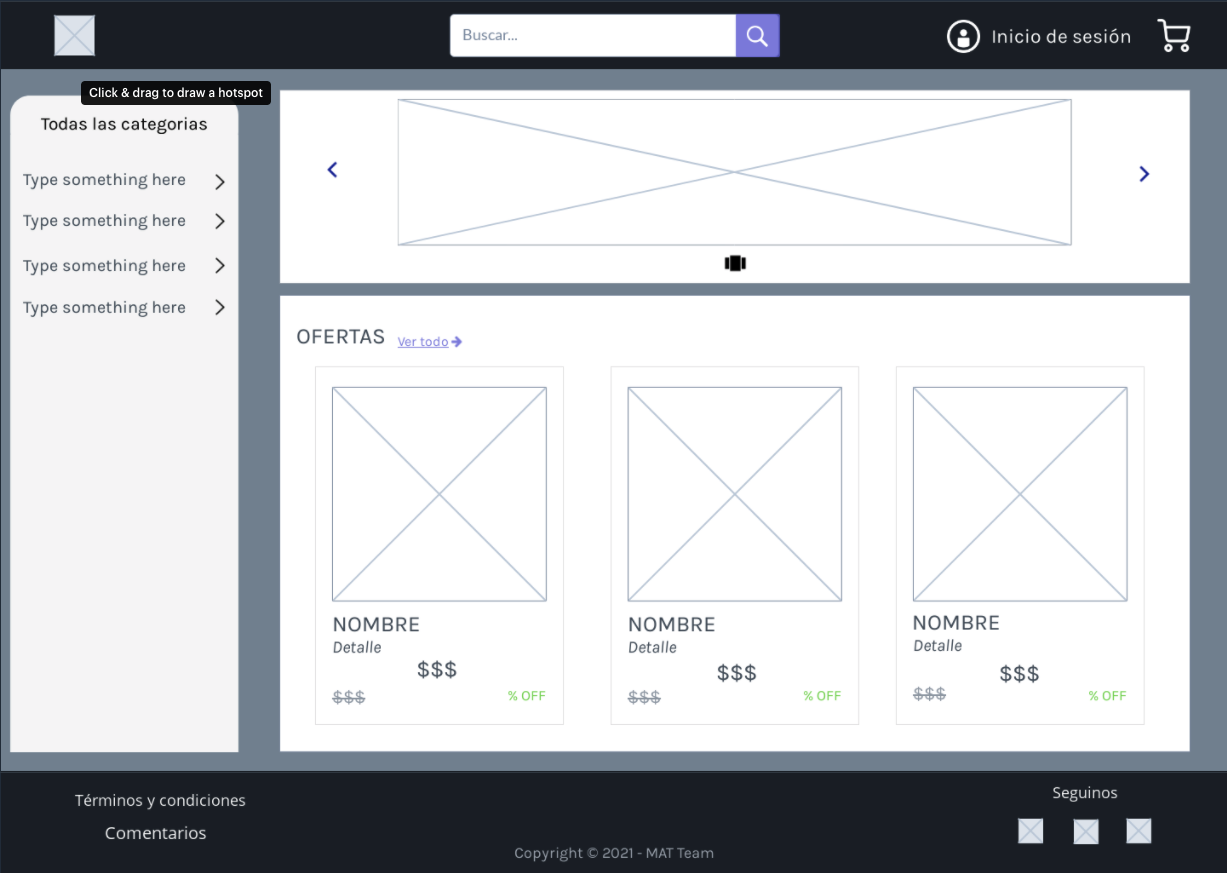 Buscar...
Inicio de sesión
Click & drag to draw a hotspot
Todas las categorias
Type something here
Type something here
Type something here
Type something here
OFERTAS
Ver todo
NOMBRE
Detalle
$$$
$$$
% OFF
NOMBRE
Detalle
$$$
$$$
% OFF
NOMBRE
Detalle
$$$
$$$
% OFF
Términos y condiciones
Comentarios
Seguinos
Copyright © 2021 - MAT Team